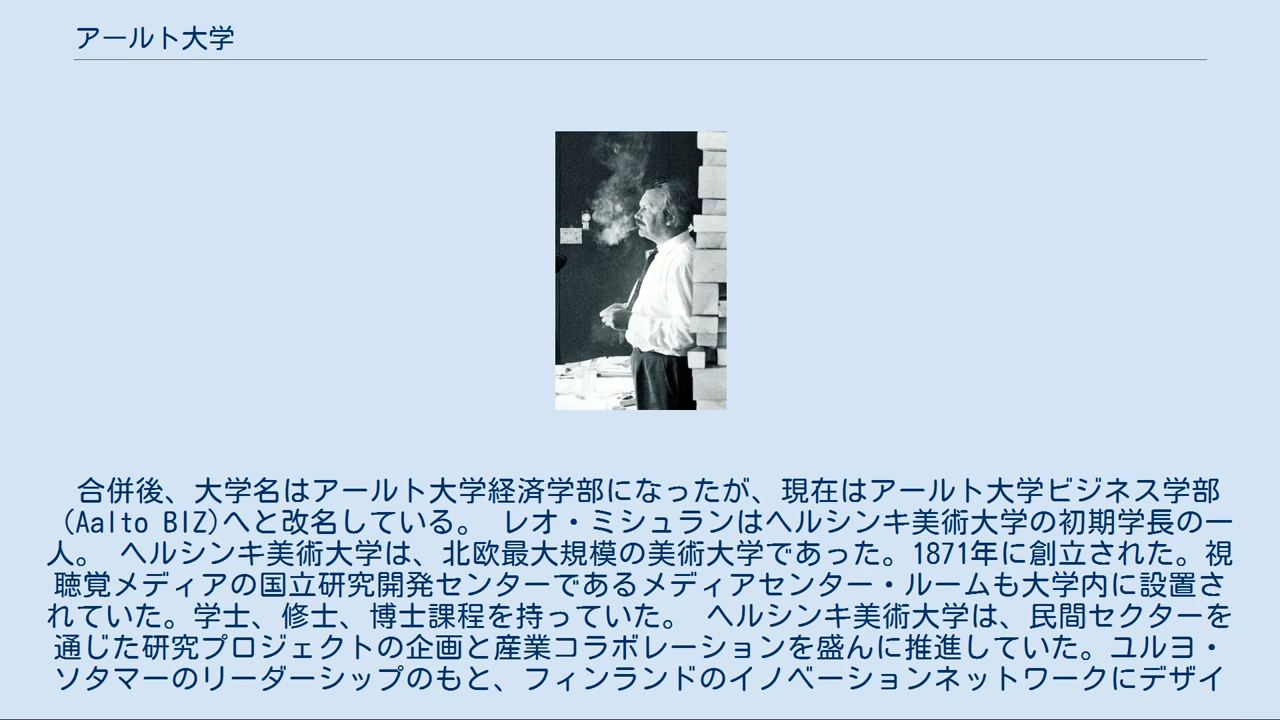 アールト大学
合併後、大学名はアールト大学経済学部になったが、現在はアールト大学ビジネス学部
(Aalto BIZ)へと改名している。 レオ・ミシュランはヘルシンキ美術大学の初期学長の一
人。 ヘルシンキ美術大学は、北欧最大規模の美術大学であった。1871年に創立された。視
聴覚メディアの国立研究開発センターであるメディアセンター・ルームも大学内に設置さ
れていた。学士、修士、博士課程を持っていた。 ヘルシンキ美術大学は、民間セクターを
通じた研究プロジェクトの企画と産業コラボレーションを盛んに推進していた。ユルヨ・
ソタマーのリーダーシップのもと、フィンランドのイノベーションネットワークにデザイ